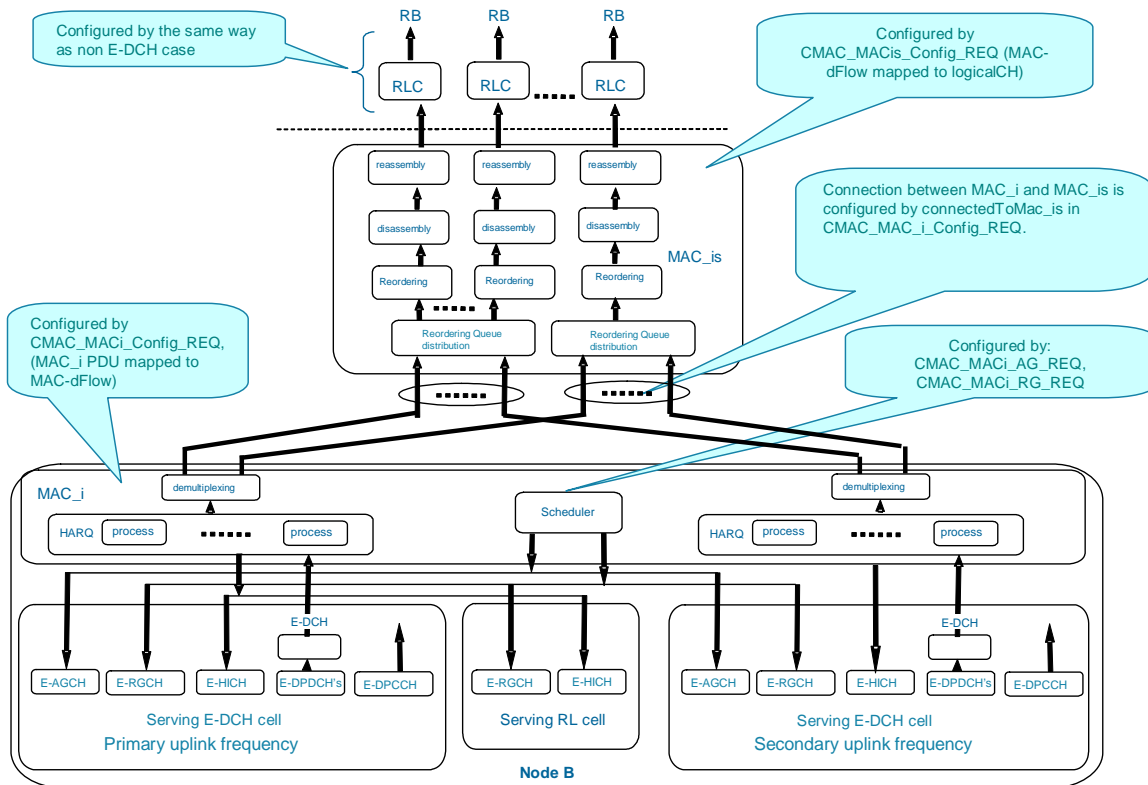 RB
RB
RB
Configured by the same way
as non E-DCH case
RLC
RLC
RLC
Configured by
CMAC_MACis_Config_REQ (MAC-
dFlow mapped to logicalCH)
reassembly
reassembly
reassembly
disassembly
disassembly
disassembly
MAC_is
Reordering
Reordering
Reordering
Reordering Queue
distribution
Reordering Queue
distribution
Connection between MAC_i and MAC_is is
configured by connectedToMac_is in
CMAC_MAC_i_Config_REQ.
Configured by
CMAC_MACi_Config_REQ,
(MAC_i PDU mapped to
MAC-dFlow)
Configured by:
CMAC_MACi_AG_REQ,
CMAC_MACi_RG_REQ
MAC_i
demultiplexing
demultiplexing
Scheduler
HARQ
process
process
HARQ
process
process
E-DCH
E-DCH
E-AGCH
E-RGCH
E-HICH
E-DPDCH's
E-DPCCH
E-RGCH
E-HICH
E-AGCH
E-RGCH
E-HICH
E-DPDCH's
E-DPCCH
Serving E-DCH cell
Primary uplink frequency
Serving RL cell
Serving E-DCH cell
Secondary uplink frequency
Node B